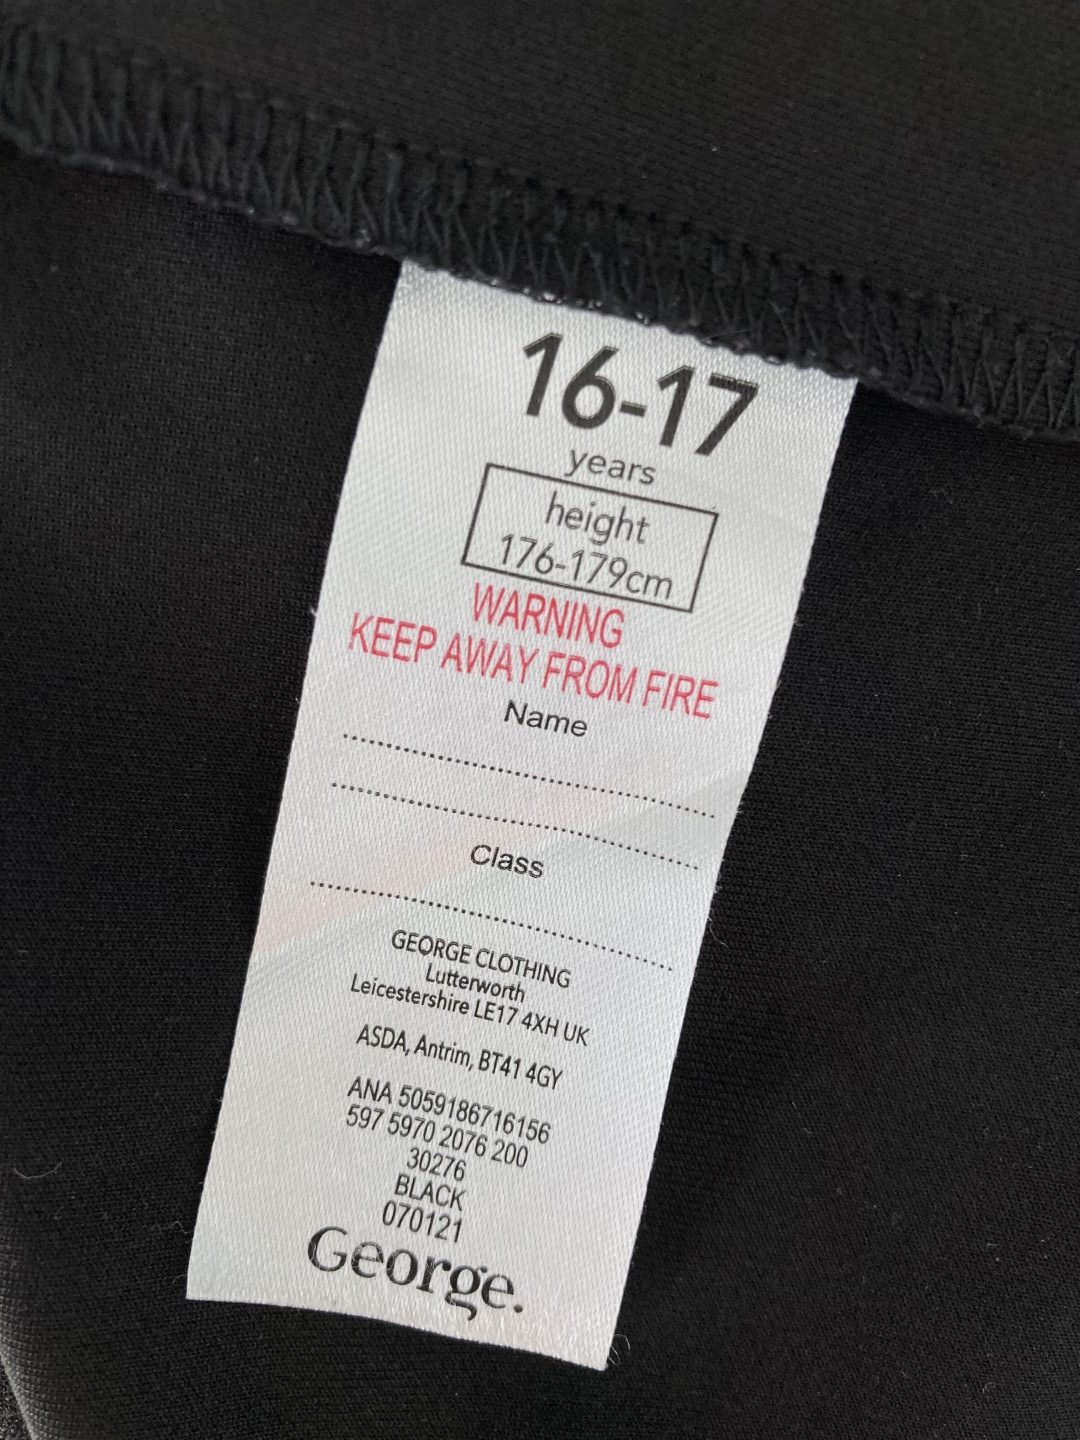 16-17
years
height
176-179cm
WARNING
KEEP AWAY FROM FIRE
Name
Class
GEORGE CLOTHING
Lutterworth
Leicestershire LE17 4XH UK
ASDA, Antrim, BT41 4GY
ANA 5059186716156
597 5970 2076 200
30276
BLACK
070121
George.